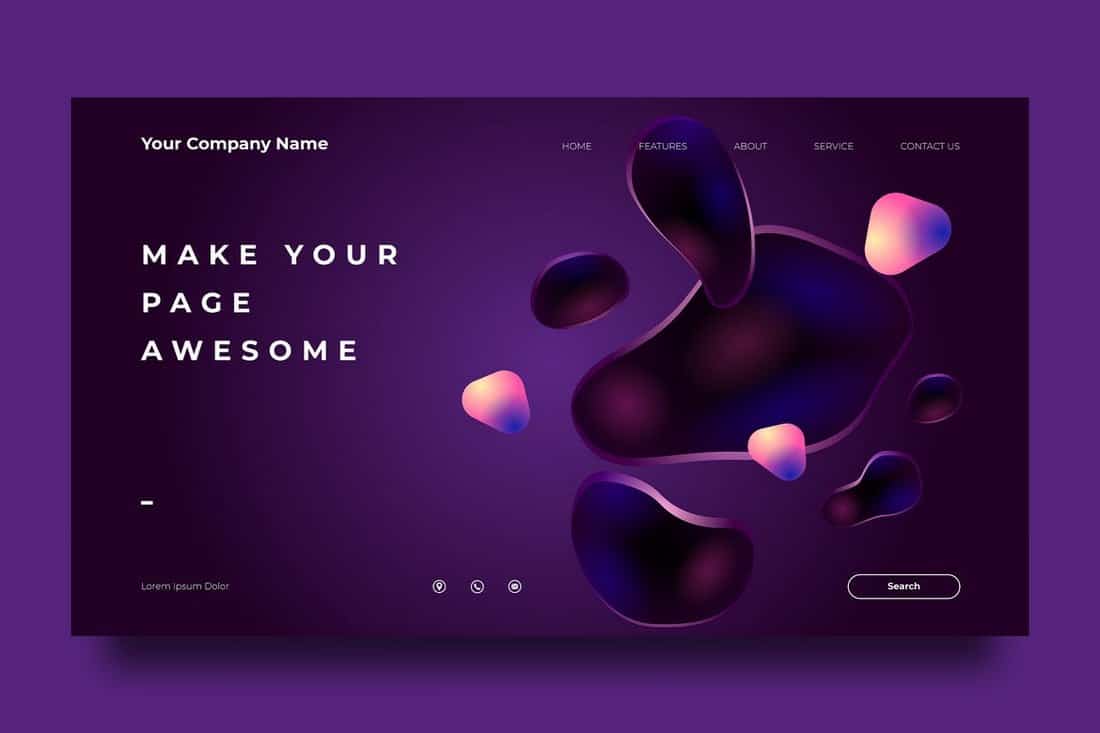 Your Company Name
HOME FEATURES ABOUT SERVICE CONTACT US
MAKE YOUR
PAGE
AWESOME
Lorem Ipsum Dolor
Search